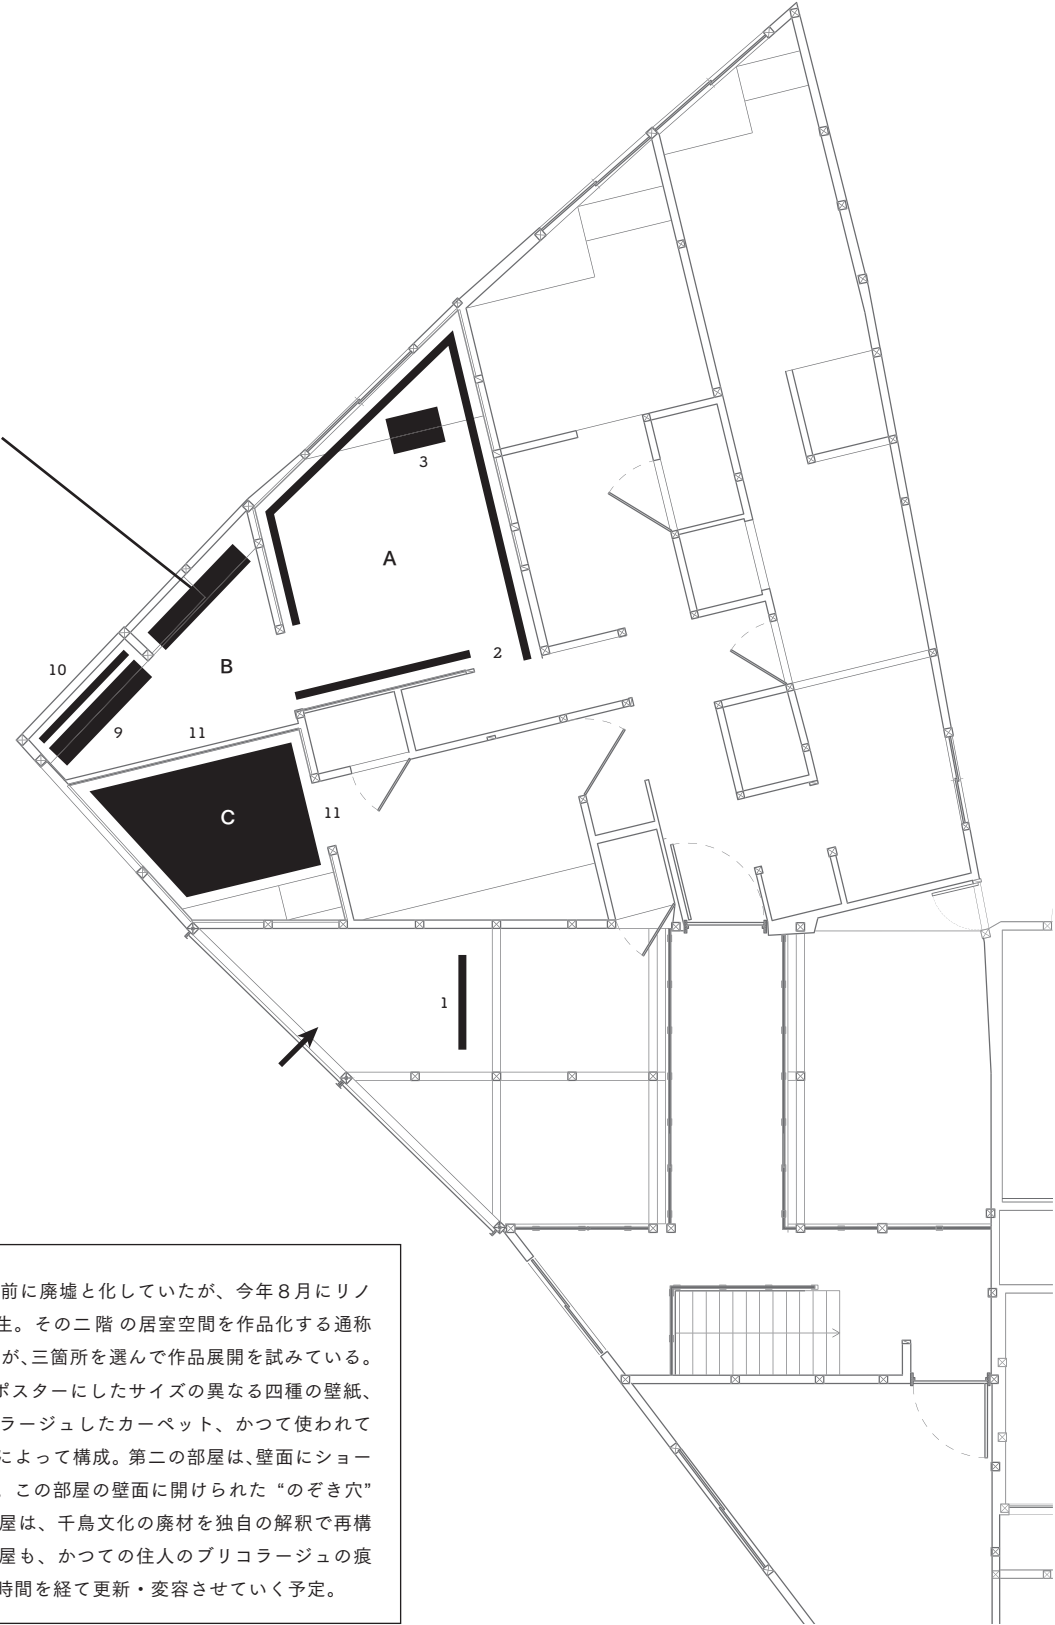 3
A
2
10
B
9
11
C
11
1
前に廃墟と化していたが、今年８月にリノ
生。その二階 の居室空間を作品化する通称
が、三箇所を選んで作品展開を試みている。
ポスターにしたサイズの異なる四種の壁紙、
ラージュしたカーペット、かつて使われて
によって構成。第二の部屋は、壁面にショー
、この部屋の壁面に開けられた “のぞき穴”
屋は、千鳥文化の廃材を独自の解釈で再構
屋も、かつての住人のブリコラージュの痕
時間を経て更新・変容させていく予定。